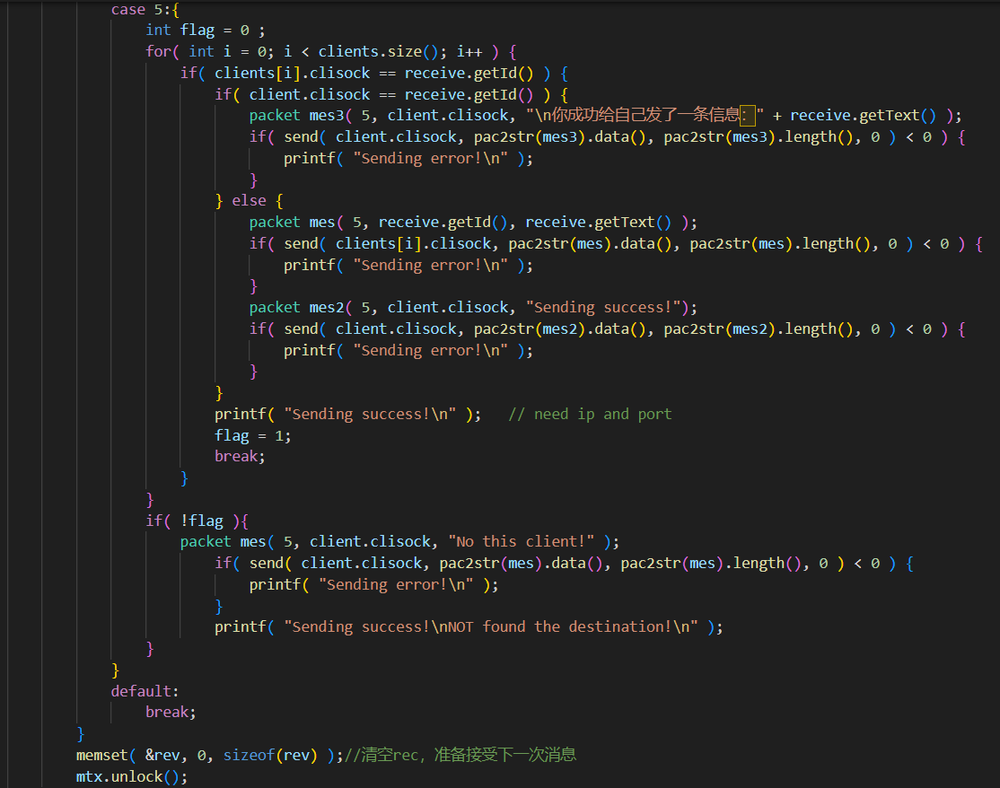 case 5:{
int flag = 0 ;
for( int i = 0; i < clients.size(); i++ ) {
if( clients[i].clisock == receive.getId() ) {
if( client.clisock == receive.getId() ) {
packet mes3( 5, client.clisock, "\n你成功给自己发了一条信息：" + receive.getText() );
if( send( client.clisock, pac2str(mes3).data(), pac2str(mes3).length(), 0 ) < 0 ) {
printf( "Sending error!\n" );
}
} else {
packet mes( 5, receive.getId(), receive.getText() );
if( send( clients[i].clisock, pac2str(mes).data(), pac2str(mes).length(), 0 ) < 0 ) {
printf( "Sending error!\n" );
}
packet mes2( 5, client.clisock, "Sending success!");
if( send( client.clisock, pac2str(mes2).data(), pac2str(mes2).length(), 0 ) < 0 ) {
printf( "Sending error!\n" );
}
}
printf( "Sending success!\n" );   // need ip and port
flag = 1;
break;
}
}
if( !flag ){
packet mes( 5, client.clisock, "No this client!" );
if( send( client.clisock, pac2str(mes).data(), pac2str(mes).length(), 0 ) < 0 ) {
printf( "Sending error!\n" );
}
printf( "Sending success!\nNOT found the destination!\n" );
}
}
default:
break;
}
memset( &rev, 0, sizeof(rev) );//清空rec，准备接受下一次消息
mtx.unlock();